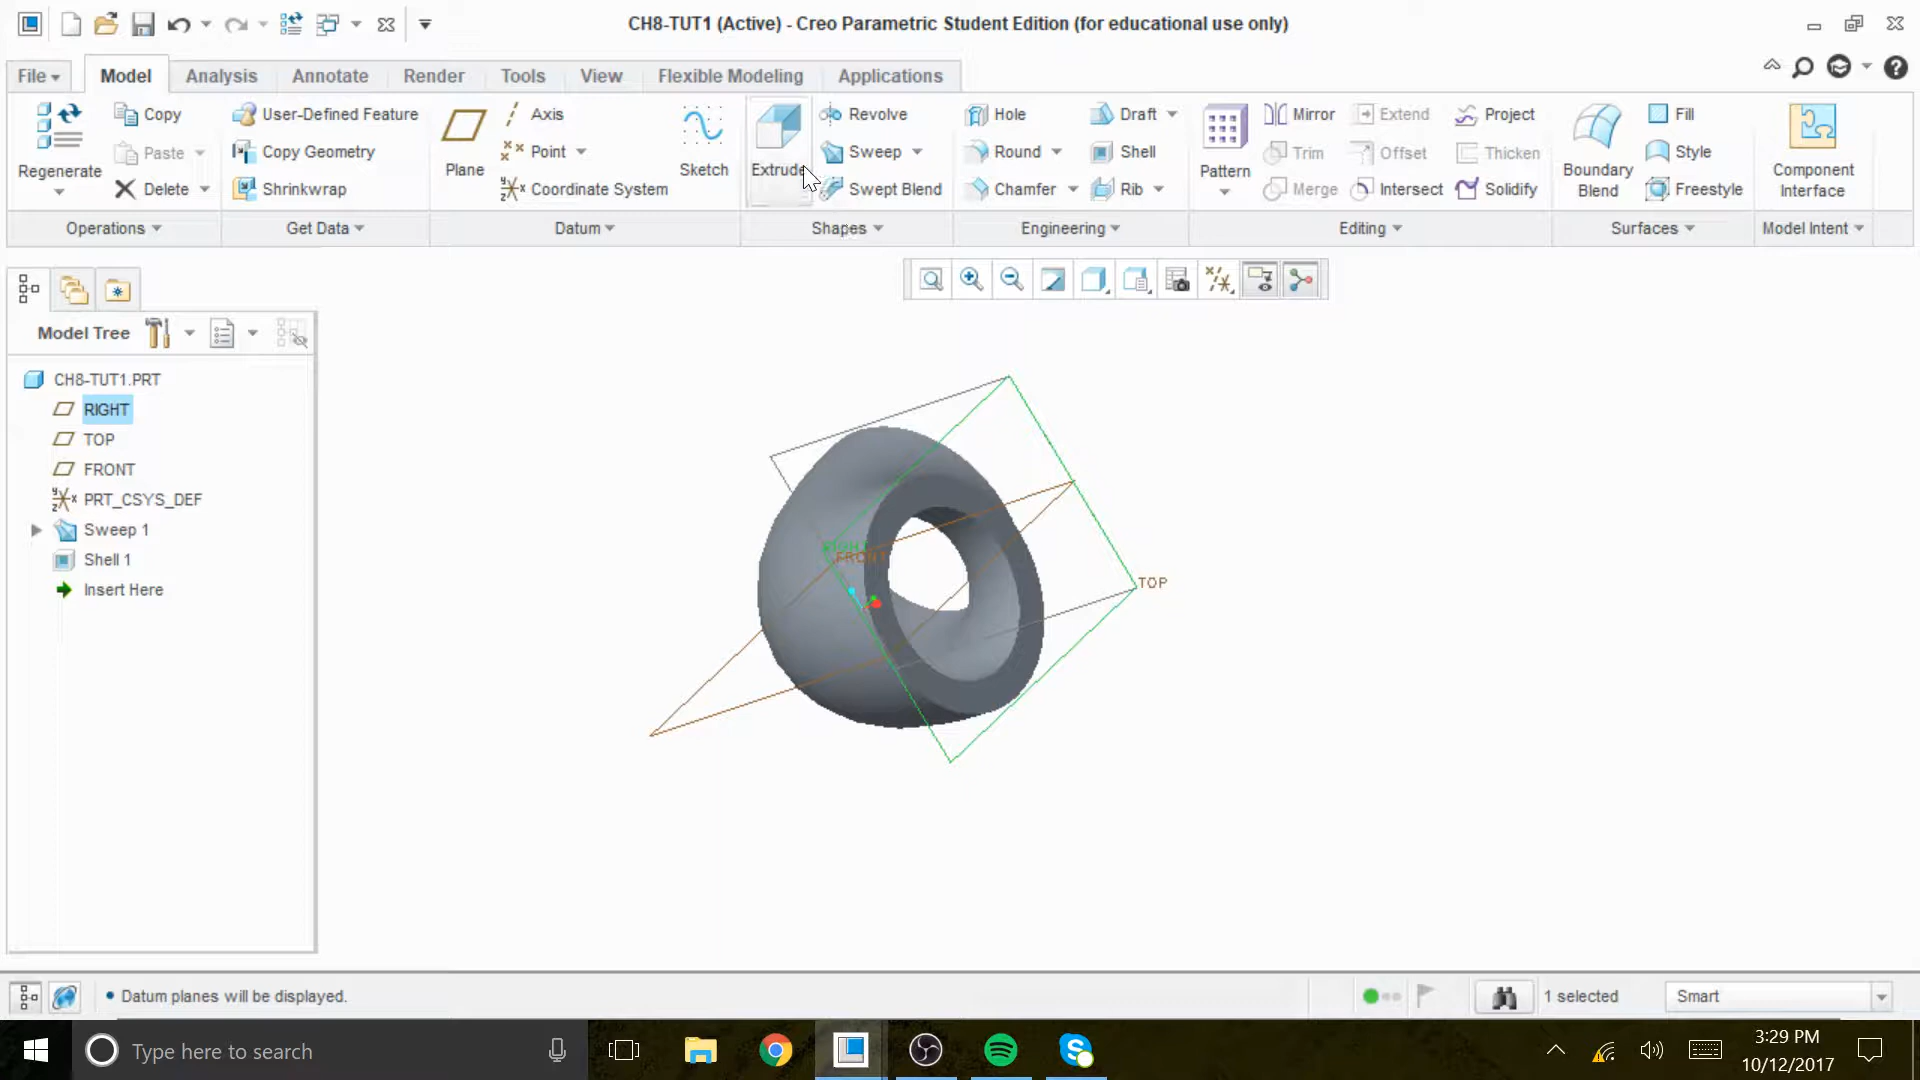 CH8-TUT1 (Active) - Creo Parametric Student Edition (for educational use only)
File Model Analysis Annotate Render Tools View Flexible Modeling Applications
Regenerate
Copy
Paste
Delete
User-Defined Feature
Copy Geometry
Shrinkwrap
Plane
Axis
Point
Coordinate System
Sketch
Extrude
Revolve
Sweep
Swept Blend
Hole
Round
Chamfer
Draft
Shell
Rib
Pattern
Mirror
Trim
Merge
Extend
Offset
Intersect
Project
Thicken
Solidify
Boundary
Blend
Fill
Style
Freestyle
Component
Interface
Operations Get Data Datum Shapes Engineering Editing Surfaces Model Intent
Model Tree
CH8-TUT1.PRT
RIGHT
TOP
FRONT
PRT_CSYS_DEF
Sweep 1
Shell 1
Insert Here
RIGHT
FRONT
TOP
Datum planes will be displayed.
1 selected
Smart
Type here to search
3:29 PM
10/12/2017